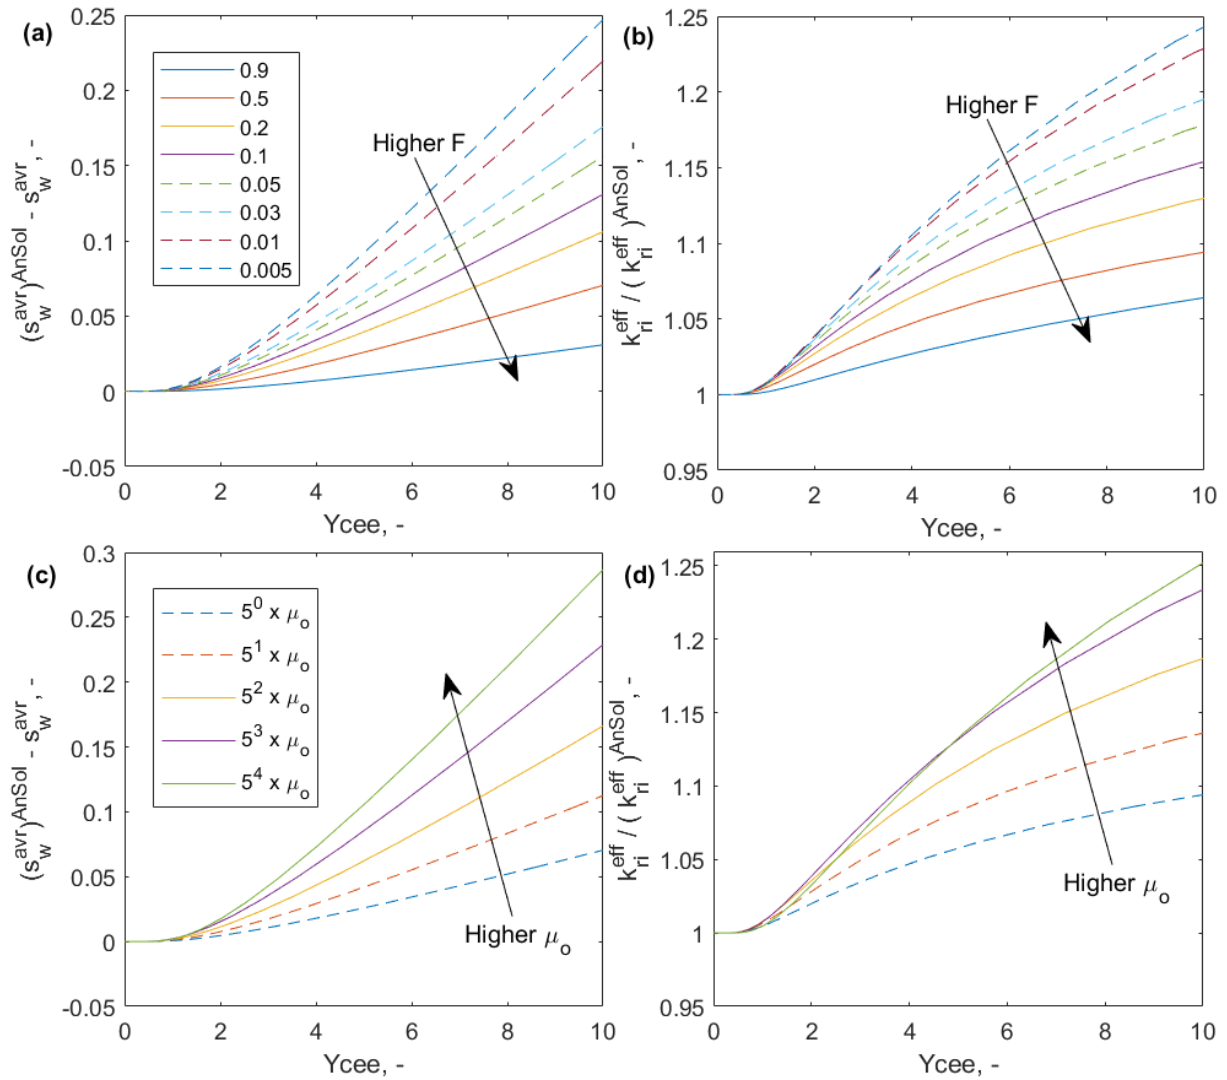 (a)
0.25
0.2
0.15
0.1
0.05
0
-0.05
(s_w^avr)^AnSol - s_w^avr, -
0.9
0.5
0.2
0.1
0.05
0.03
0.01
0.005
Higher F
0 2 4 6 8 10
Ycee, -
(b)
1.25
1.2
1.15
1.1
1.05
1
0.95
k_ri^eff / ( k_ri^eff )^AnSol, -
Higher F
0 2 4 6 8 10
Ycee, -
(c)
0.3
0.25
0.2
0.15
0.1
0.05
0
-0.05
(s_w^avr)^AnSol - s_w^avr, -
5^0 x μ_o
5^1 x μ_o
5^2 x μ_o
5^3 x μ_o
5^4 x μ_o
Higher μ_o
0 2 4 6 8 10
Ycee, -
(d)
1.25
1.2
1.15
1.1
1.05
1
0.95
k_ri^eff / ( k_ri^eff )^AnSol, -
Higher μ_o
0 2 4 6 8 10
Ycee, -